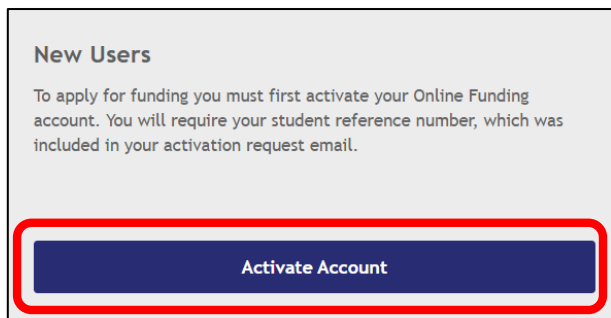 New Users
To apply for funding you must first activate your Online Funding
account. You will require your student reference number, which was
included in your activation request email.
Activate Account